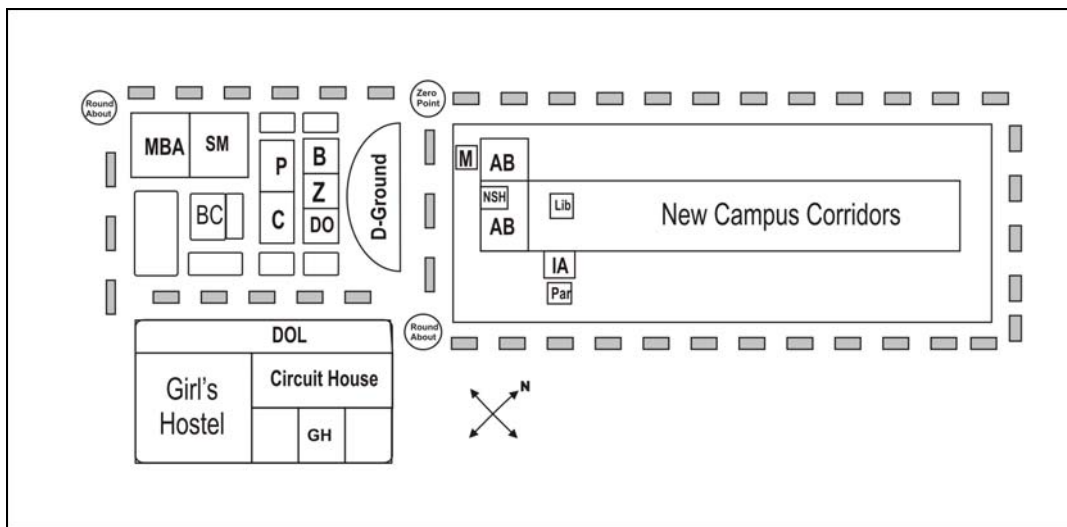 Round
About
Zero
Point
MBA
SM
P
B
Z
C
DO
BC
D-Ground
M
AB
NSH
AB
Lib
New Campus Corridors
IA
Par
DOL
Round
About
Girl's
Hostel
Circuit House
GH
N